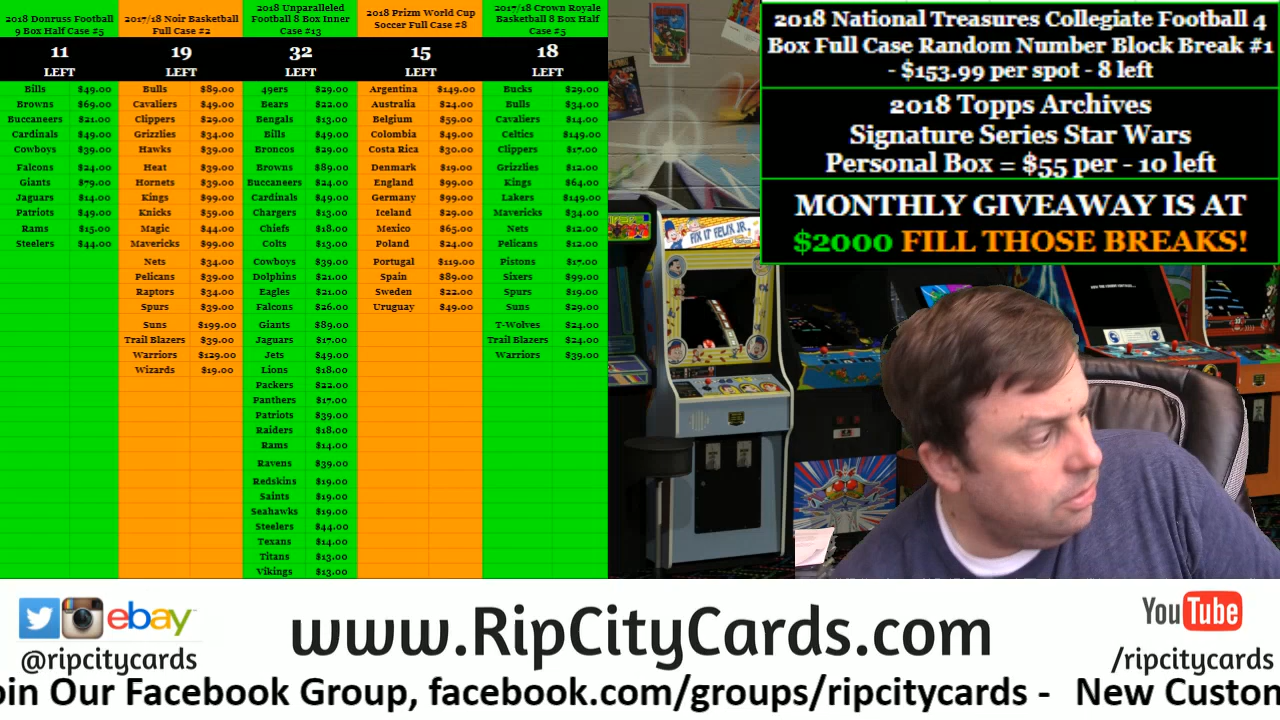 2018 Donruss Football
9 Box Half Case #5
11
LEFT
Bills $49.00
Browns $69.00
Buccaneers $21.00
Cardinals $49.00
Cowboys $39.00
Falcons $24.00
Giants $79.00
Jaguars $14.00
Patriots $49.00
Rams $15.00
Steelers $44.00
2017/18 Noir Basketball
Full Case #2
19
LEFT
Bulls $89.00
Cavaliers $49.00
Clippers $29.00
Grizzlies $34.00
Hawks $39.00
Heat $39.00
Hornets $39.00
Kings $99.00
Knicks $59.00
Magic $44.00
Mavericks $99.00
Nets $34.00
Pelicans $39.00
Raptors $34.00
Spurs $39.00
Suns $199.00
Trail Blazers $39.00
Warriors $129.00
Wizards $19.00
2018 Unparalleled
Football 8 Box Inner
Case #13
32
LEFT
49ers $29.00
Bears $22.00
Bengals $13.00
Bills $49.00
Broncos $29.00
Browns $89.00
Buccaneers $24.00
Cardinals $49.00
Chargers $13.00
Chiefs $18.00
Colts $13.00
Cowboys $39.00
Dolphins $21.00
Eagles $21.00
Falcons $26.00
Giants $89.00
Jaguars $17.00
Jets $49.00
Lions $18.00
Packers $22.00
Panthers $17.00
Patriots $39.00
Raiders $18.00
Rams $14.00
Ravens $39.00
Redskins $19.00
Saints $19.00
Seahawks $19.00
Steelers $44.00
Texans $14.00
Titans $13.00
Vikings $13.00
2018 Prizm World Cup
Soccer Full Case #8
15
LEFT
Argentina $149.00
Australia $24.00
Belgium $59.00
Colombia $49.00
Costa Rica $30.00
Denmark $19.00
England $99.00
Germany $99.00
Iceland $29.00
Mexico $65.00
Poland $24.00
Portugal $119.00
Spain $89.00
Sweden $22.00
Uruguay $49.00
2017/18 Crown Royale
Basketball 8 Box Half
Case #5
18
LEFT
Bucks $29.00
Bulls $34.00
Cavaliers $14.00
Celtics $149.00
Clippers $17.00
Grizzlies $12.00
Kings $64.00
Lakers $149.00
Mavericks $34.00
Nets $12.00
Pelicans $12.00
Pistons $17.00
Sixers $99.00
Spurs $19.00
Suns $29.00
T-Wolves $24.00
Trail Blazers $24.00
Warriors $39.00
2018 National Treasures Collegiate Football 4
Box Full Case Random Number Block Break #1
- $153.99 per spot - 8 left
2018 Topps Archives
Signature Series Star Wars
Personal Box = $55 per - 10 left
MONTHLY GIVEAWAY IS AT
$2000 FILL THOSE BREAKS!
FIX IT FELIX JR.
ebay
@ripcitycards
www.RipCityCards.com
You Tube
/ripcitycards
oin Our Facebook Group, facebook.com/groups/ripcitycards - New Custom